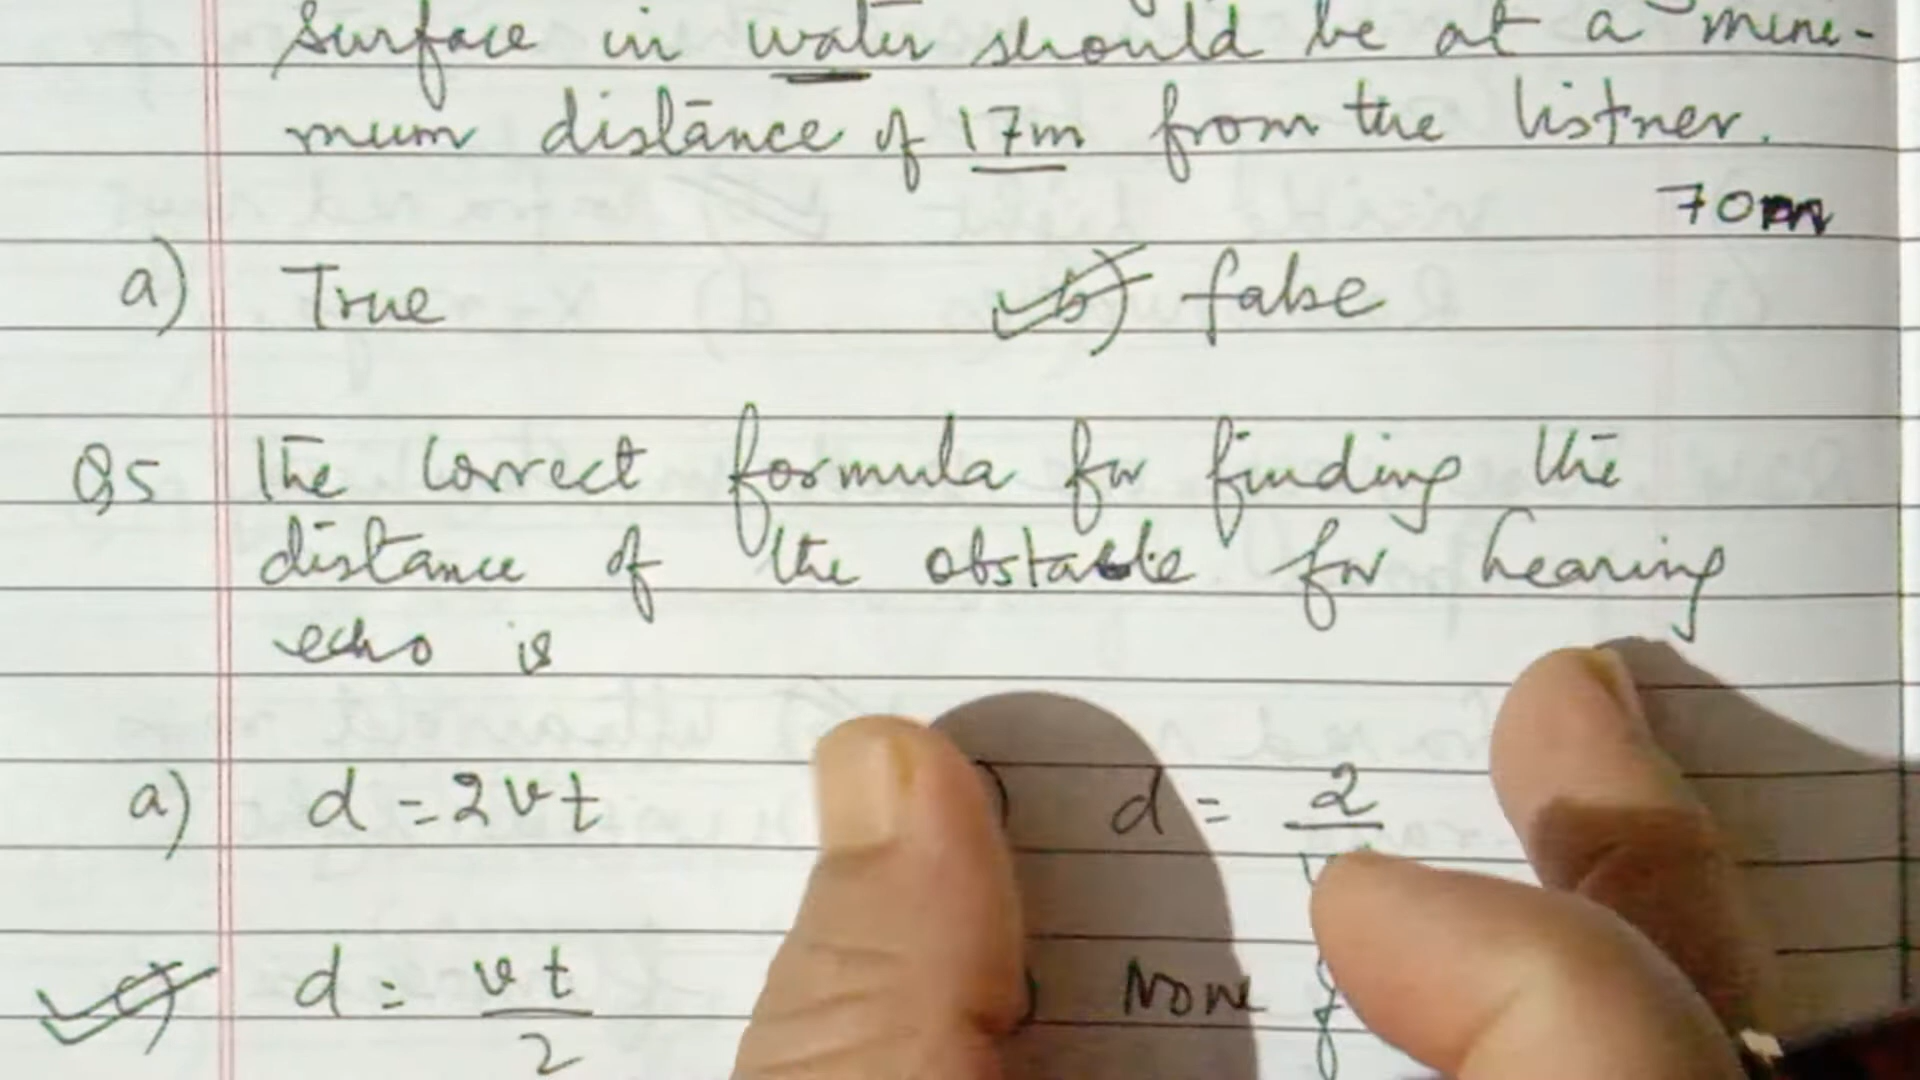 surface in water should be at a mini-
mum distance of 17m from the listner.
70m
a) True b) false
Q5 The correct formula for finding the
distance of the obstacle for hearing
echo is
a) d = 2vt ) d = 2
c) d = vt/2 ) None